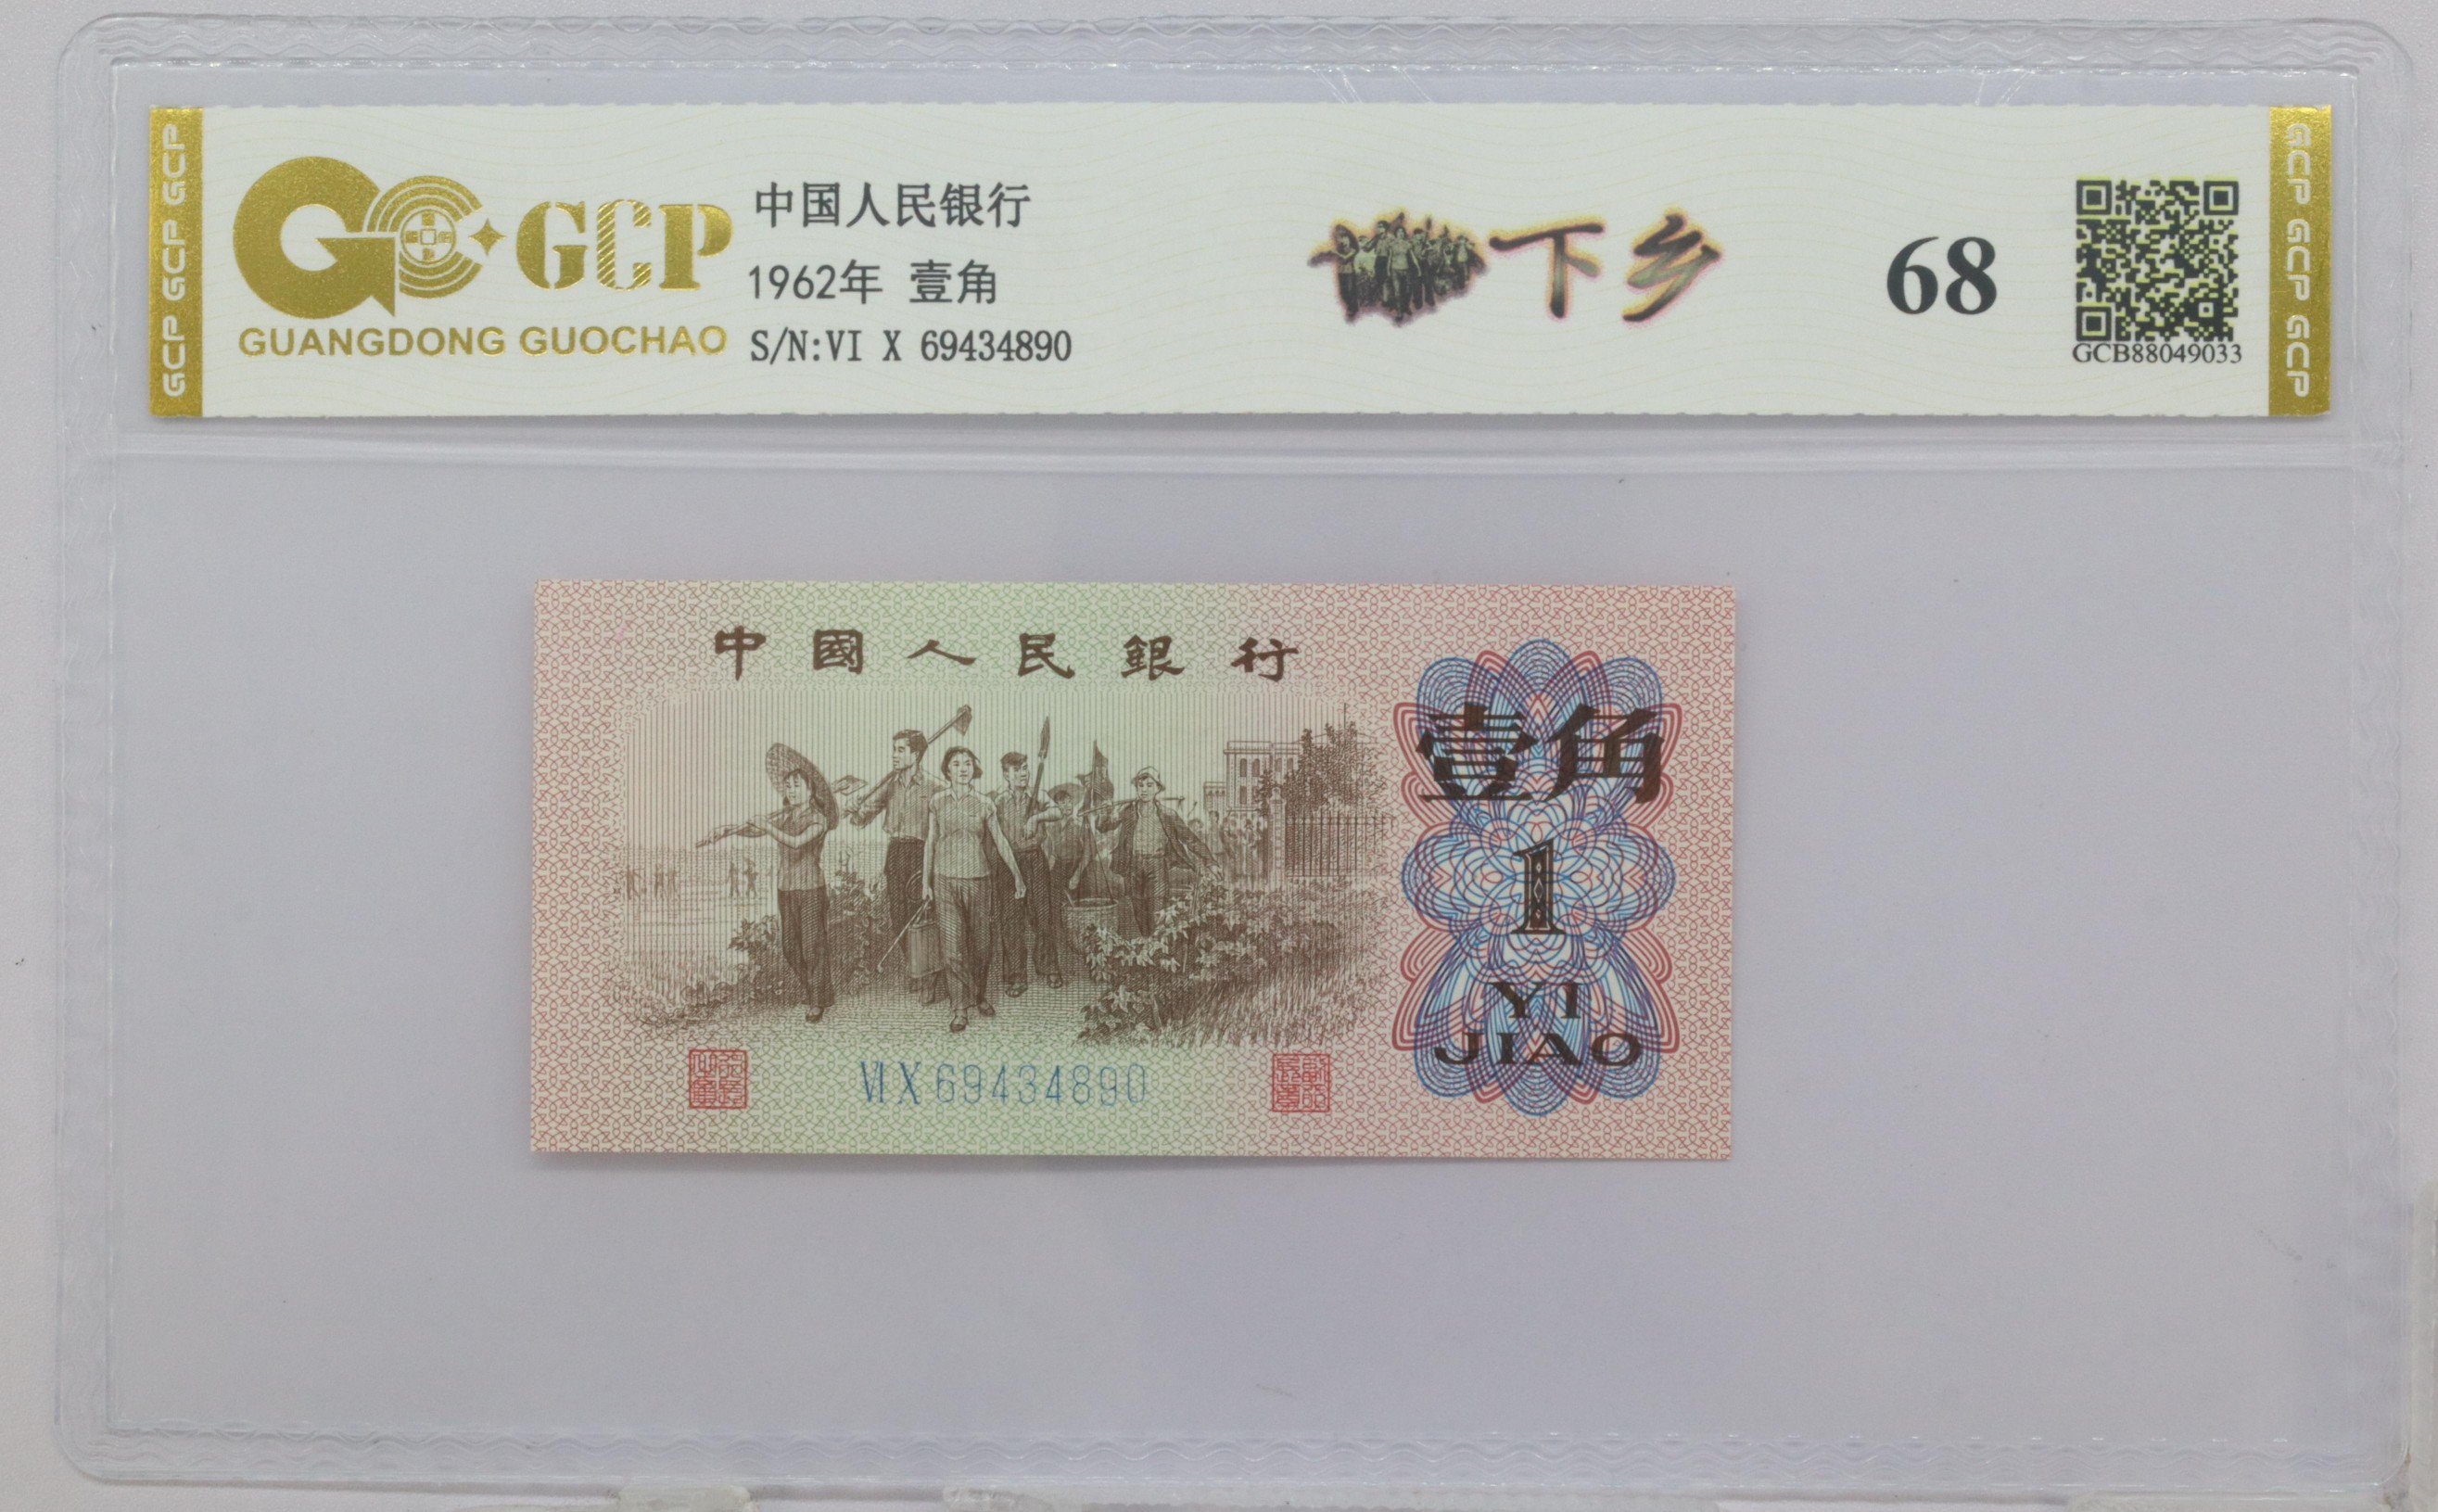 GCP GCP GCP
GCP
GUANGDONG GUOCHAO
中国人民银行
1962年 壹角
S/N:VI X 69434890
下乡
68
GCB88049033
GCP GCP GCP
中國人民銀行
壹角
1
YI
JIAO
VI X 69434890